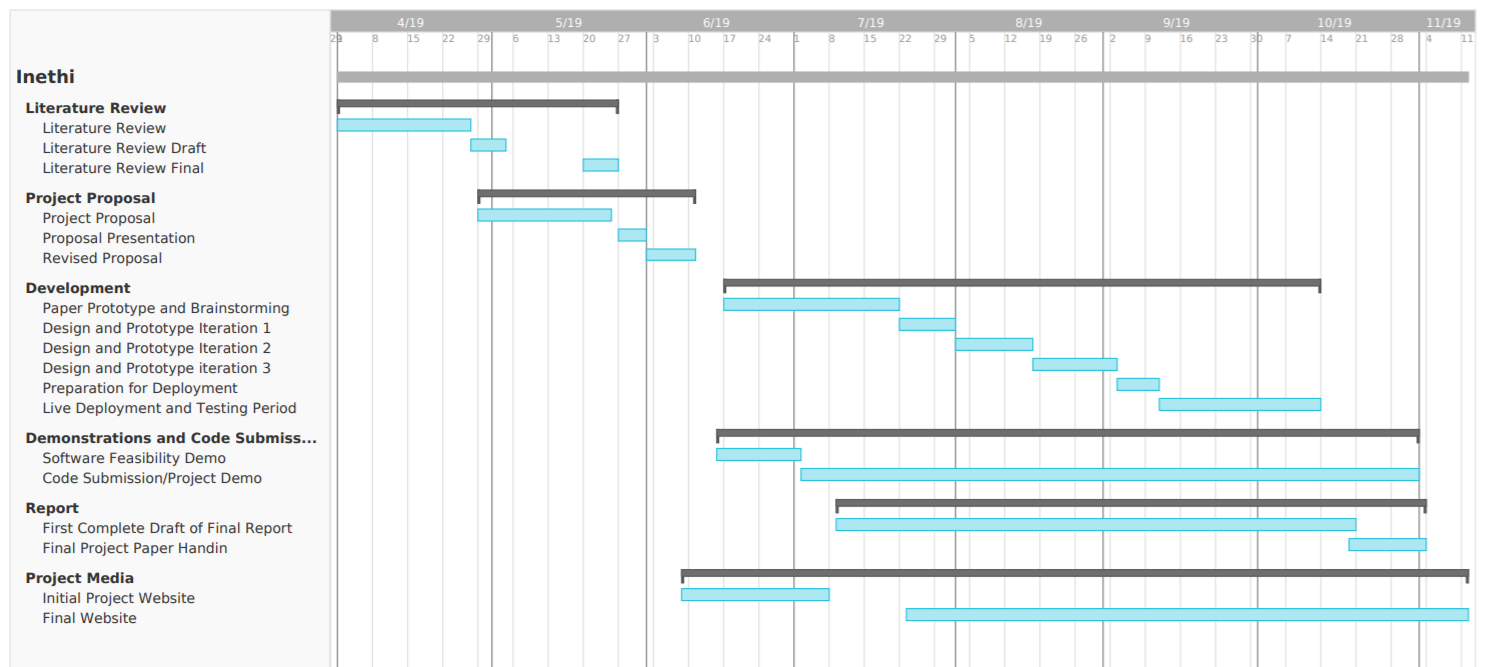 4/19 5/19 6/19 7/19 8/19 9/19 10/19 11/19
8 15 22 29 6 13 20 27 3 10 17 24 1 8 15 22 29 5 12 19 26 2 9 16 23 30 7 14 21 28 4 11
Inethi
Literature Review
Literature Review
Literature Review Draft
Literature Review Final
Project Proposal
Project Proposal
Proposal Presentation
Revised Proposal
Development
Paper Prototype and Brainstorming
Design and Prototype Iteration 1
Design and Prototype Iteration 2
Design and Prototype iteration 3
Preparation for Deployment
Live Deployment and Testing Period
Demonstrations and Code Submiss...
Software Feasibility Demo
Code Submission/Project Demo
Report
First Complete Draft of Final Report
Final Project Paper Handin
Project Media
Initial Project Website
Final Website